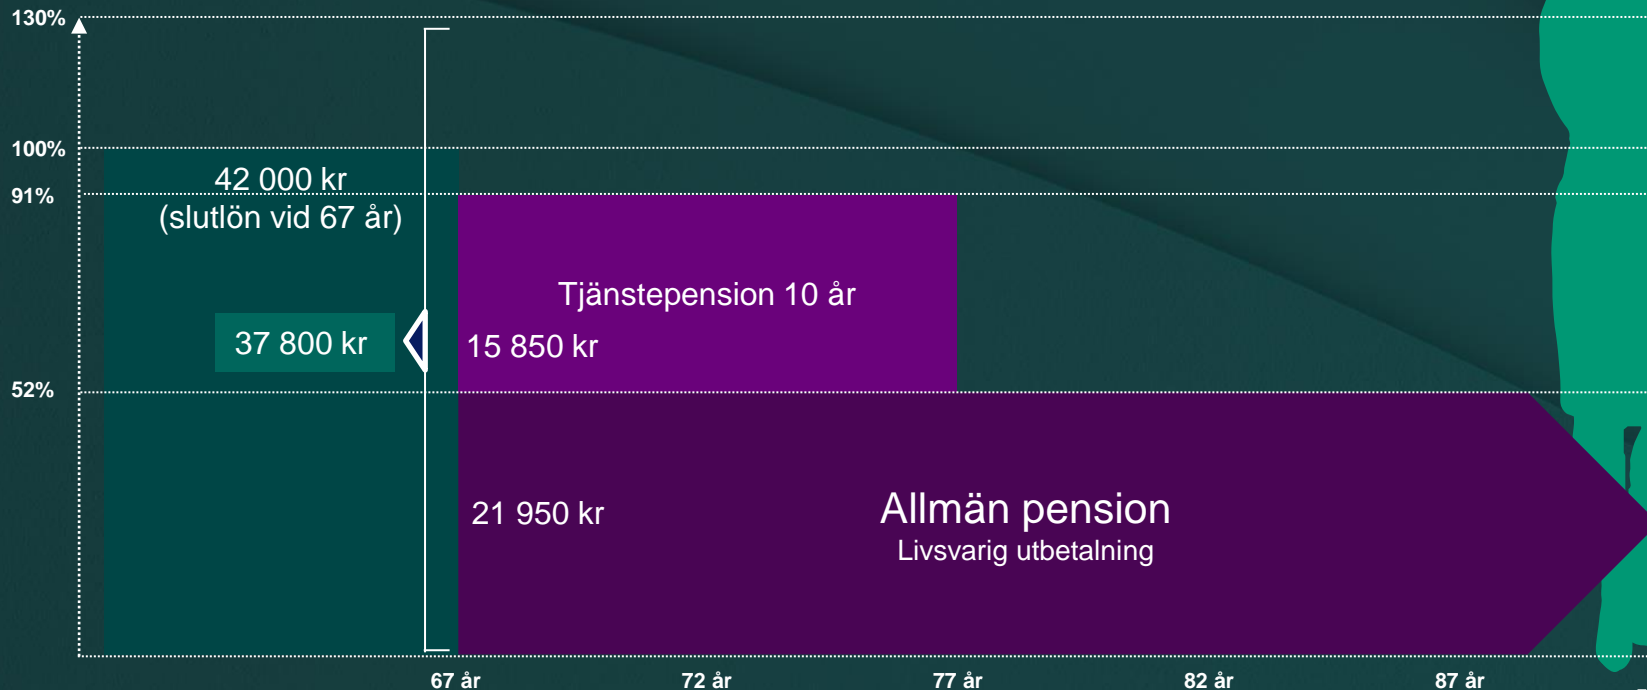 130%
100%
91%
52%
42 000 kr
(slutlön vid 67 år)
37 800 kr
Tjänstepension 10 år
15 850 kr
21 950 kr
Allmän pension
Livsvarig utbetalning
67 år
72 år
77 år
82 år
87 år